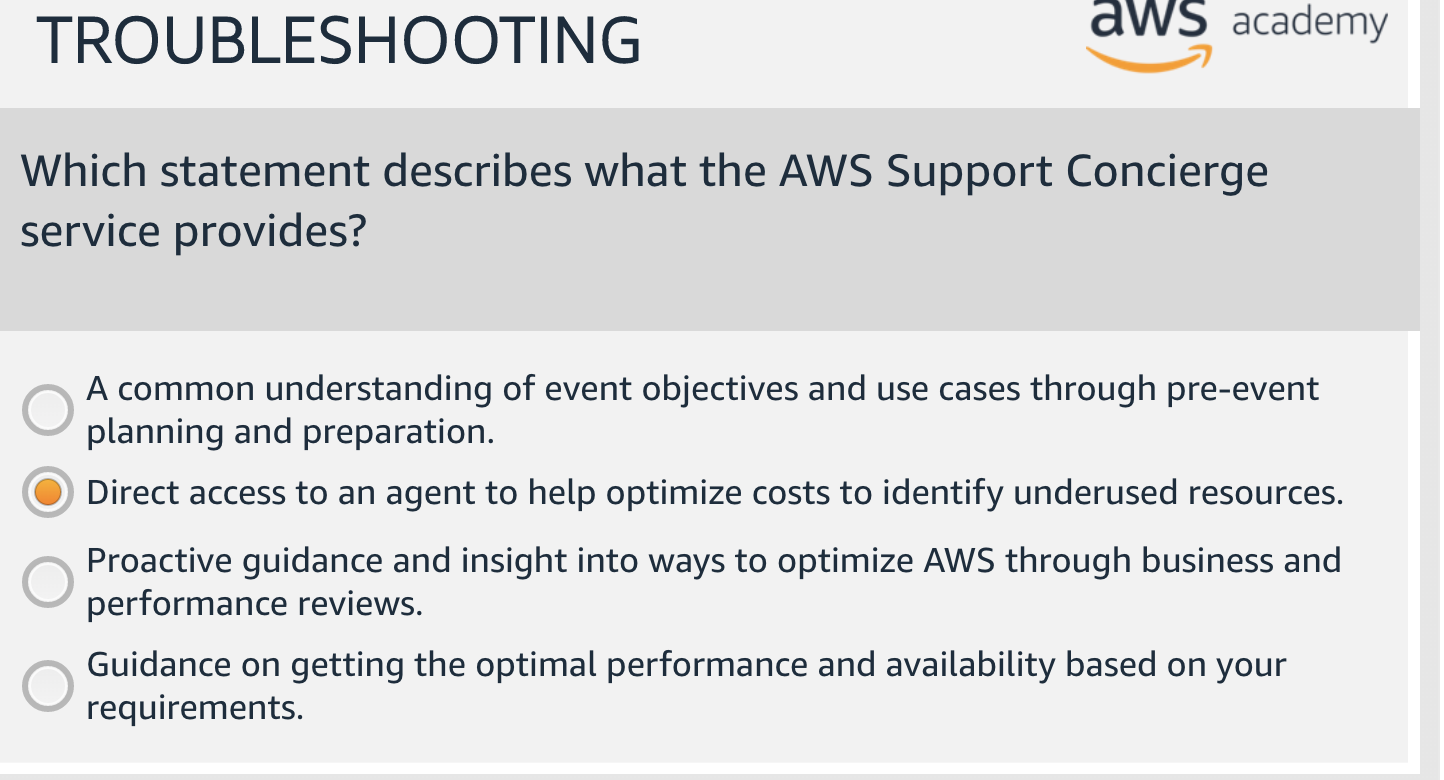 TROUBLESHOOTING
aws academy
Which statement describes what the AWS Support Concierge
service provides?
A common understanding of event objectives and use cases through pre-event
planning and preparation.
Direct access to an agent to help optimize costs to identify underused resources.
Proactive guidance and insight into ways to optimize AWS through business and
performance reviews.
Guidance on getting the optimal performance and availability based on your
requirements.